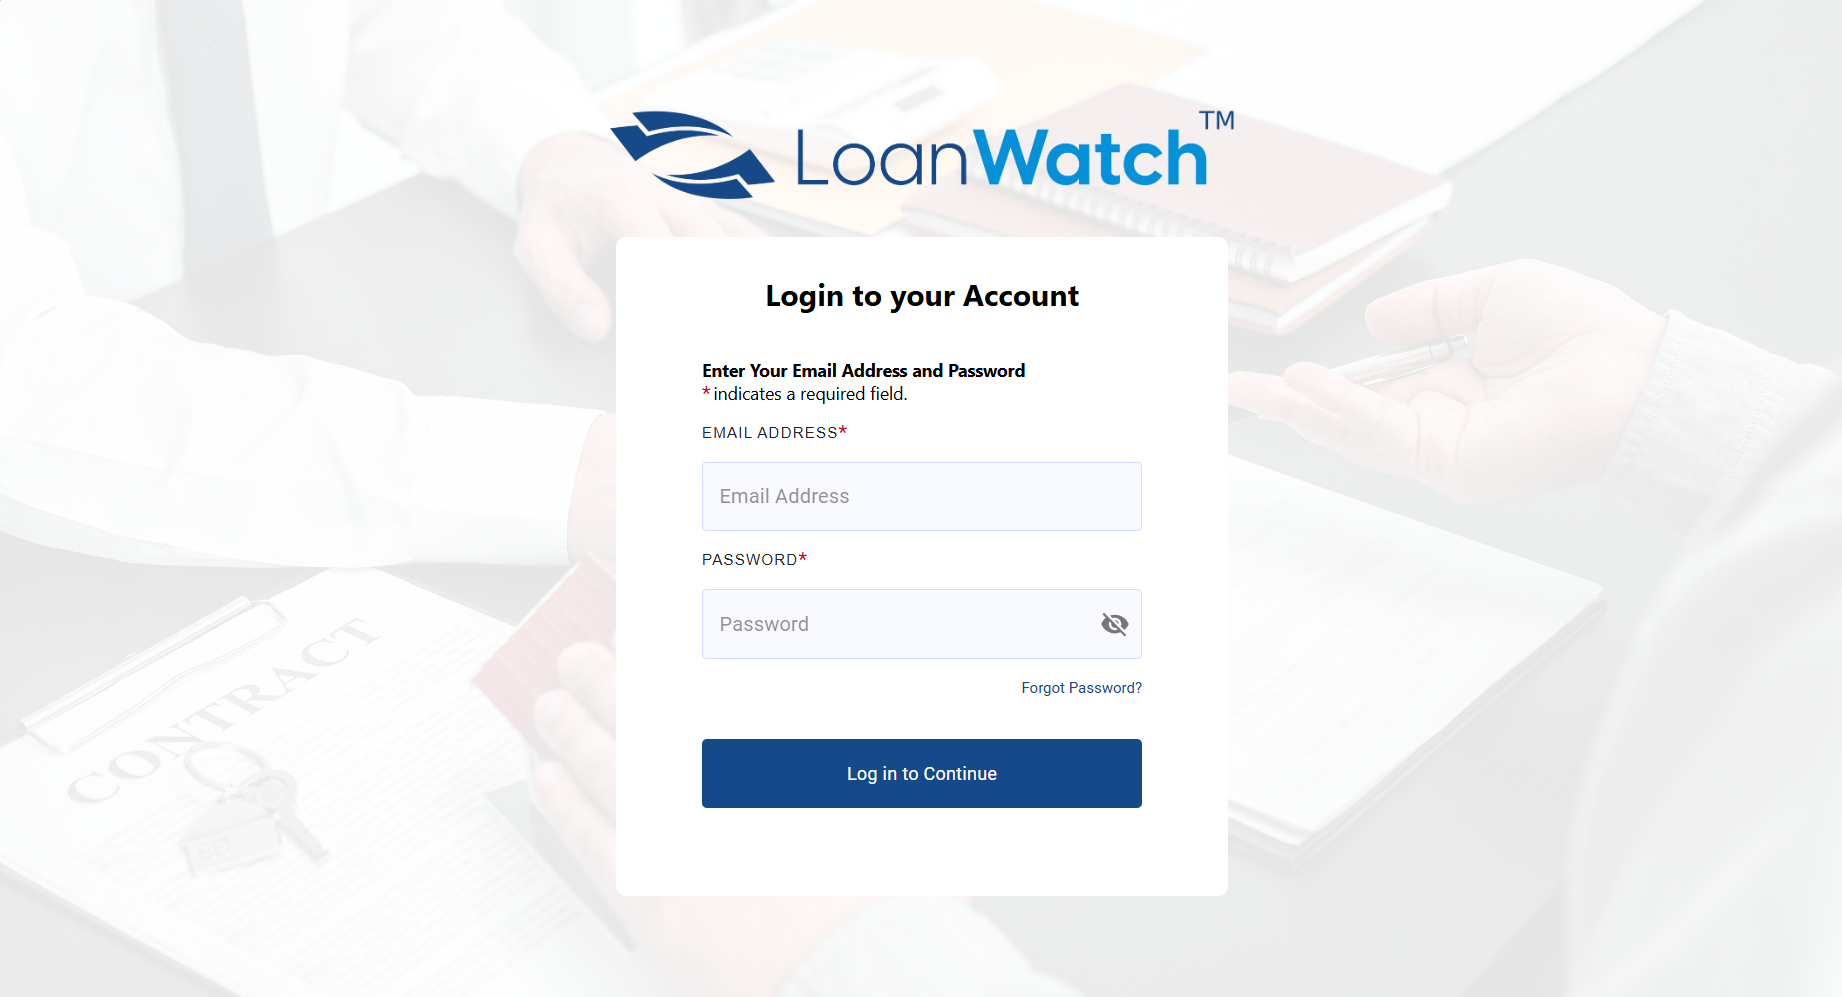 LoanWatch™
Login to your Account
Enter Your Email Address and Password
* indicates a required field.
EMAIL ADDRESS*
Email Address
PASSWORD*
Password
Forgot Password?
Log in to Continue
CONTRACT